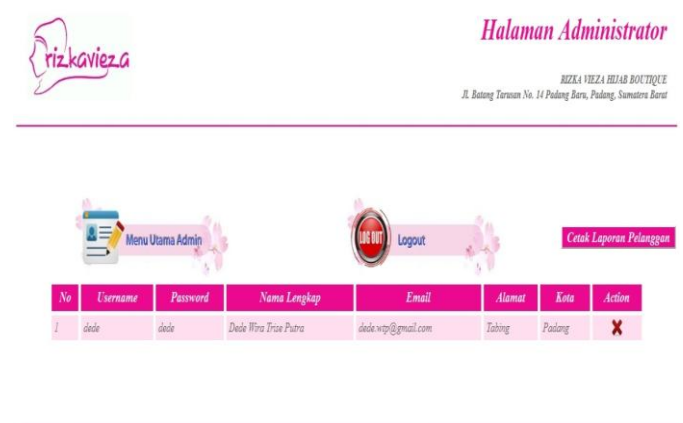 rizkavieza
Halaman Administrator
RIZKA VIEZA HIJAB BOUTIQUE
Jl. Batang Tarusan No. 14 Padang Baru, Padang, Sumatera Barat
Menu Utama Admin
LOG OUT
Logout
Cetak Laporan Pelanggan
No Username Password Nama Lengkap Email Alamat Kota Action
1 dede dede Dede Wira Trise Putra dede.wtp@gmail.com Tabing Padang